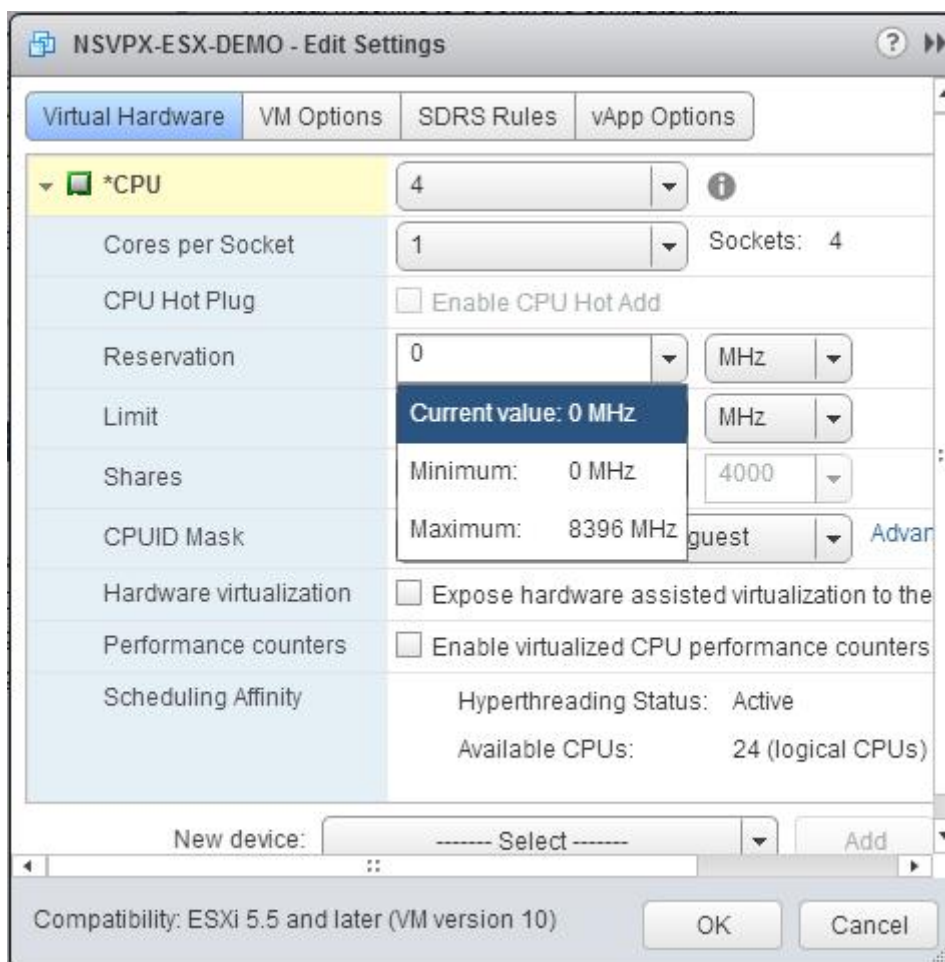 NSVPX-ESX-DEMO - Edit Settings
Virtual Hardware VM Options SDRS Rules vApp Options
*CPU 4
Cores per Socket 1 Sockets: 4
CPU Hot Plug Enable CPU Hot Add
Reservation 0 MHz
Limit Current value: 0 MHz MHz
Shares Minimum: 0 MHz 4000
CPUID Mask Maximum: 8396 MHz guest Advan
Hardware virtualization Expose hardware assisted virtualization to the
Performance counters Enable virtualized CPU performance counters
Scheduling Affinity Hyperthreading Status: Active
Available CPUs: 24 (logical CPUs)
New device: ------- Select ------- Add
Compatibility: ESXi 5.5 and later (VM version 10) OK Cancel